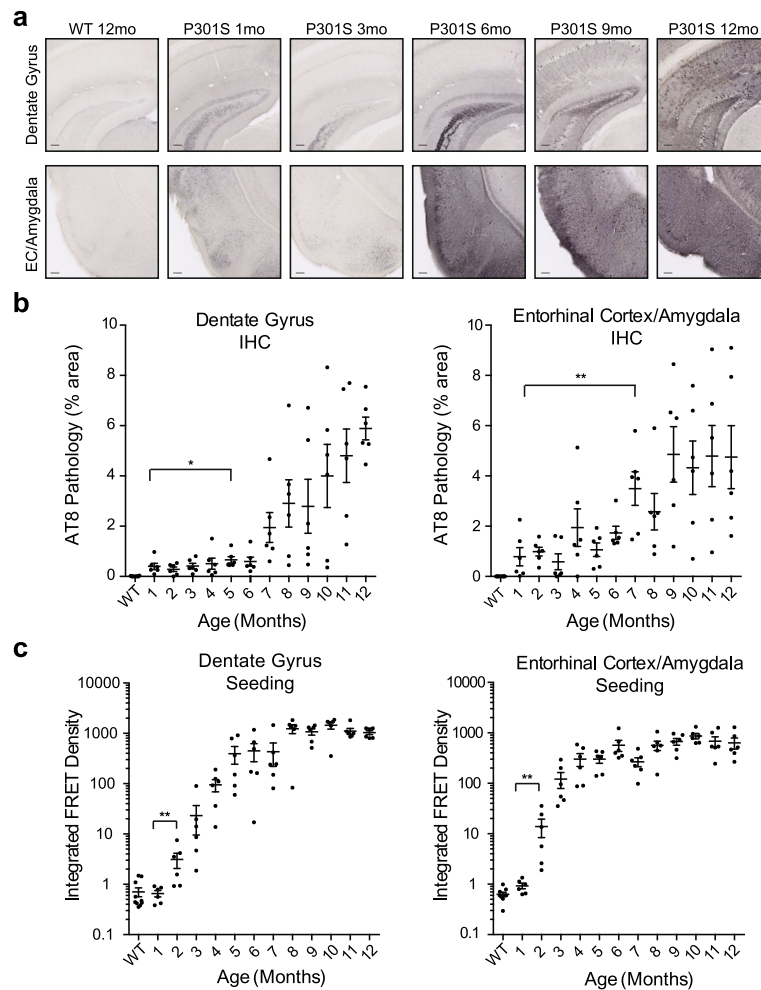 a
WT 12mo P301S 1mo P301S 3mo P301S 6mo P301S 9mo P301S 12mo
Dentate Gyrus
EC/Amygdala
b
Dentate Gyrus
IHC
AT8 Pathology (% area)
10
8
6
4
2
0
*
WT 1 2 3 4 5 6 7 8 9 10 11 12
Age (Months)
Entorhinal Cortex/Amygdala
IHC
AT8 Pathology (% area)
10
8
6
4
2
0
**
WT 1 2 3 4 5 6 7 8 9 10 11 12
Age (Months)
c
Dentate Gyrus
Seeding
Integrated FRET Density
10000
1000
100
10
1
0.1
**
WT 1 2 3 4 5 6 7 8 9 10 11 12
Age (Months)
Entorhinal Cortex/Amygdala
Seeding
Integrated FRET Density
10000
1000
100
10
1
0.1
**
WT 1 2 3 4 5 6 7 8 9 10 11 12
Age (Months)